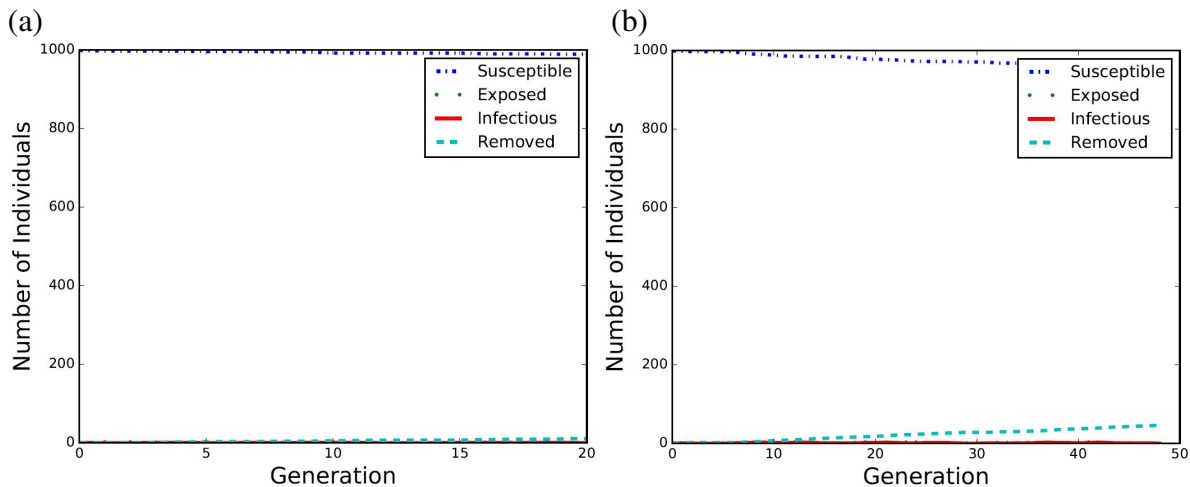 (a)
1000
800
600
400
200
0
Number of Individuals
Susceptible
Exposed
Infectious
Removed
0 5 10 15 20
Generation
(b)
1000
800
600
400
200
0
Number of Individuals
Susceptible
Exposed
Infectious
Removed
0 10 20 30 40 50
Generation